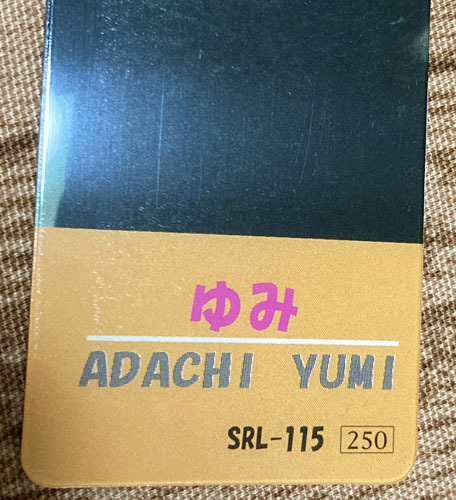 ゆみ
ADACHI YUMI
SRL-115 250